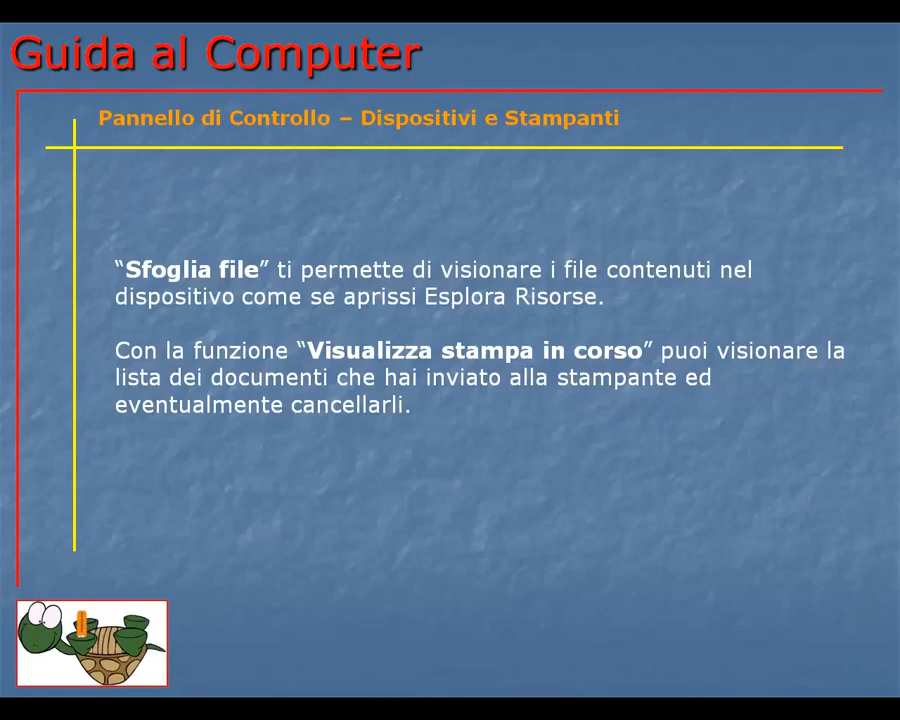 Guida al Computer
Pannello di Controllo – Dispositivi e Stampanti
“Sfoglia file” ti permette di visionare i file contenuti nel
dispositivo come se aprissi Esplora Risorse.
Con la funzione “Visualizza stampa in corso” puoi visionare la
lista dei documenti che hai inviato alla stampante ed
eventualmente cancellarli.